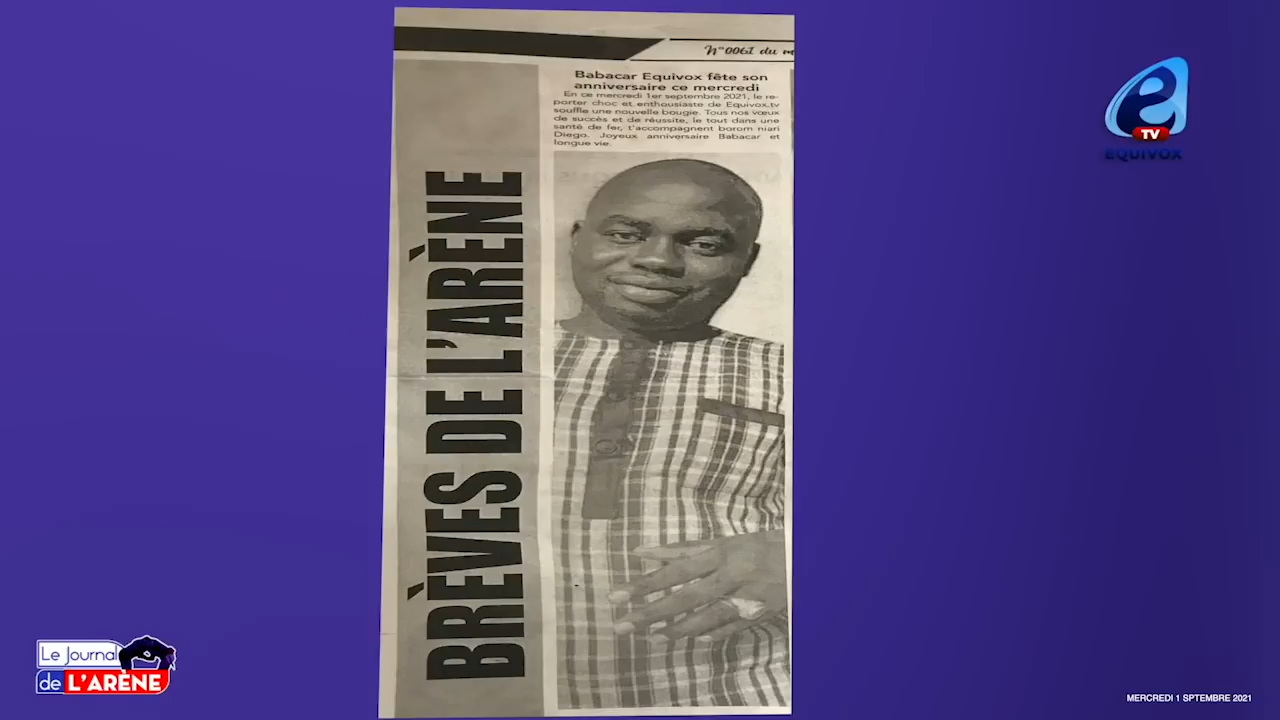 N°0061 du m
Babacar Equivox fête son
anniversaire ce mercredi
En ce mercredi 1er septembre 2021, le re-
porter choc et enthousiaste de Equivox.tv
souffle une nouvelle bougie. Tous nos vœux
de succès et de réussite, le tout dans une
santé de fer, t'accompagnent borom niari
Diego. Joyeux anniversaire Babacar et
longue vie.
BRÈVES DE L'ARÈNE
e
TV
EQUIVOX
Le Journal
de L'ARÈNE
MERCREDI 1 SPTEMBRE 2021